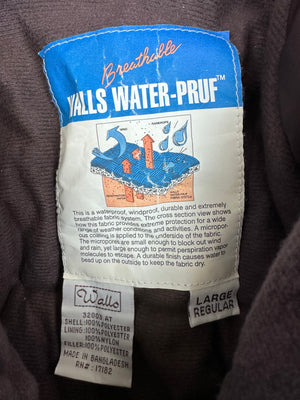 Breathable
WALLS WATER-PRUF™
This is a waterproof, windproof, durable and extremely
breathable fabric system. The cross section view shows
how this fabric provides extreme protection for a wide
range of weather conditions and activities. A micropor-
ous coating is applied to the underside of the fabric.
The micropores are small enough to block out wind
and rain, yet large enough to permit perspiration vapor
molecules to escape. A durable finish causes water to
bead up on the outside to keep the fabric dry.
Walls
SHELL: 100% POLYESTER
LINING: 100% POLYESTER
100% NYLON
FILLER: 100% POLYESTER
MADE IN BANGLADESH
RN#: 17182
LARGE
REGULAR